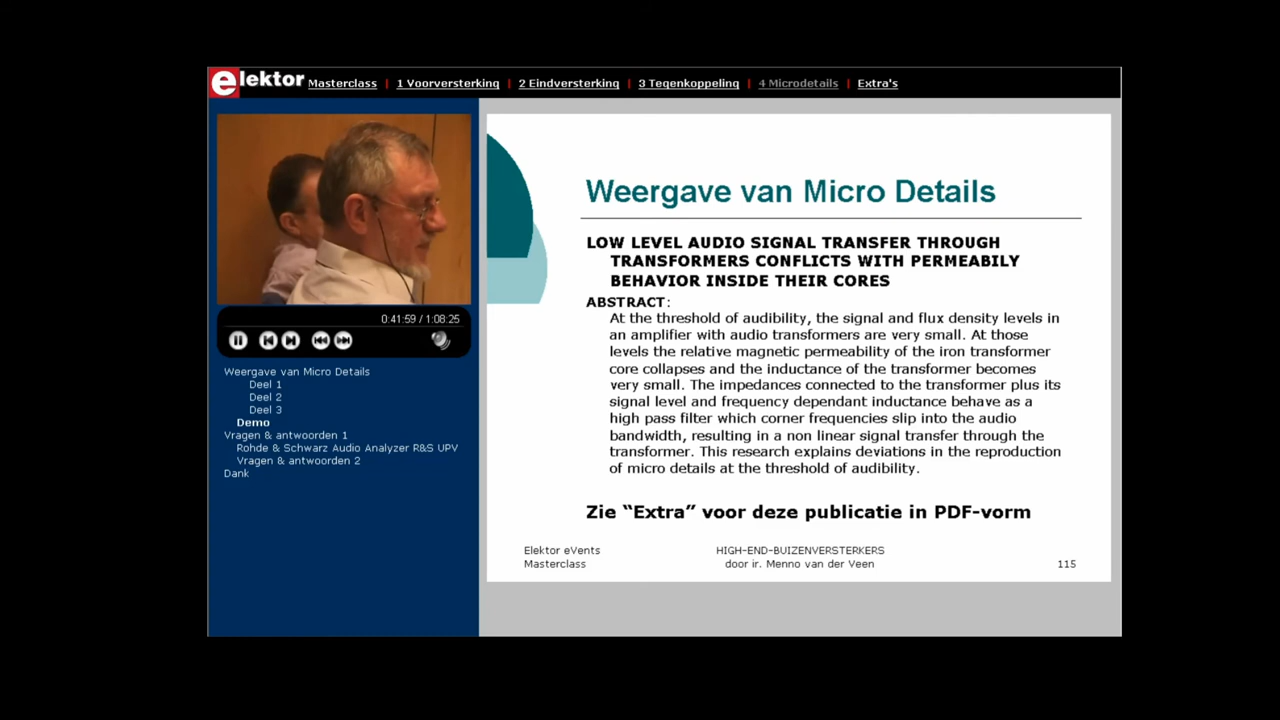 elektor Masterclass | 1 Voorversterking | 2 Eindversterking | 3 Tegenkoppeling | 4 Microdetails | Extra's
0:41:59 / 1:08:25
Weergave van Micro Details
Deel 1
Deel 2
Deel 3
Demo
Vragen & antwoorden 1
Rohde & Schwarz Audio Analyzer R&S UPV
Vragen & antwoorden 2
Dank
Weergave van Micro Details
LOW LEVEL AUDIO SIGNAL TRANSFER THROUGH
TRANSFORMERS CONFLICTS WITH PERMEABILY
BEHAVIOR INSIDE THEIR CORES
ABSTRACT:
At the threshold of audibility, the signal and flux density levels in
an amplifier with audio transformers are very small. At those
levels the relative magnetic permeability of the iron transformer
core collapses and the inductance of the transformer becomes
very small. The impedances connected to the transformer plus its
signal level and frequency dependant inductance behave as a
high pass filter which corner frequencies slip into the audio
bandwidth, resulting in a non linear signal transfer through the
transformer. This research explains deviations in the reproduction
of micro details at the threshold of audibility.
Zie “Extra” voor deze publicatie in PDF-vorm
Elektor eVents
Masterclass
HIGH-END-BUIZENVERSTERKERS
door ir. Menno van der Veen
115